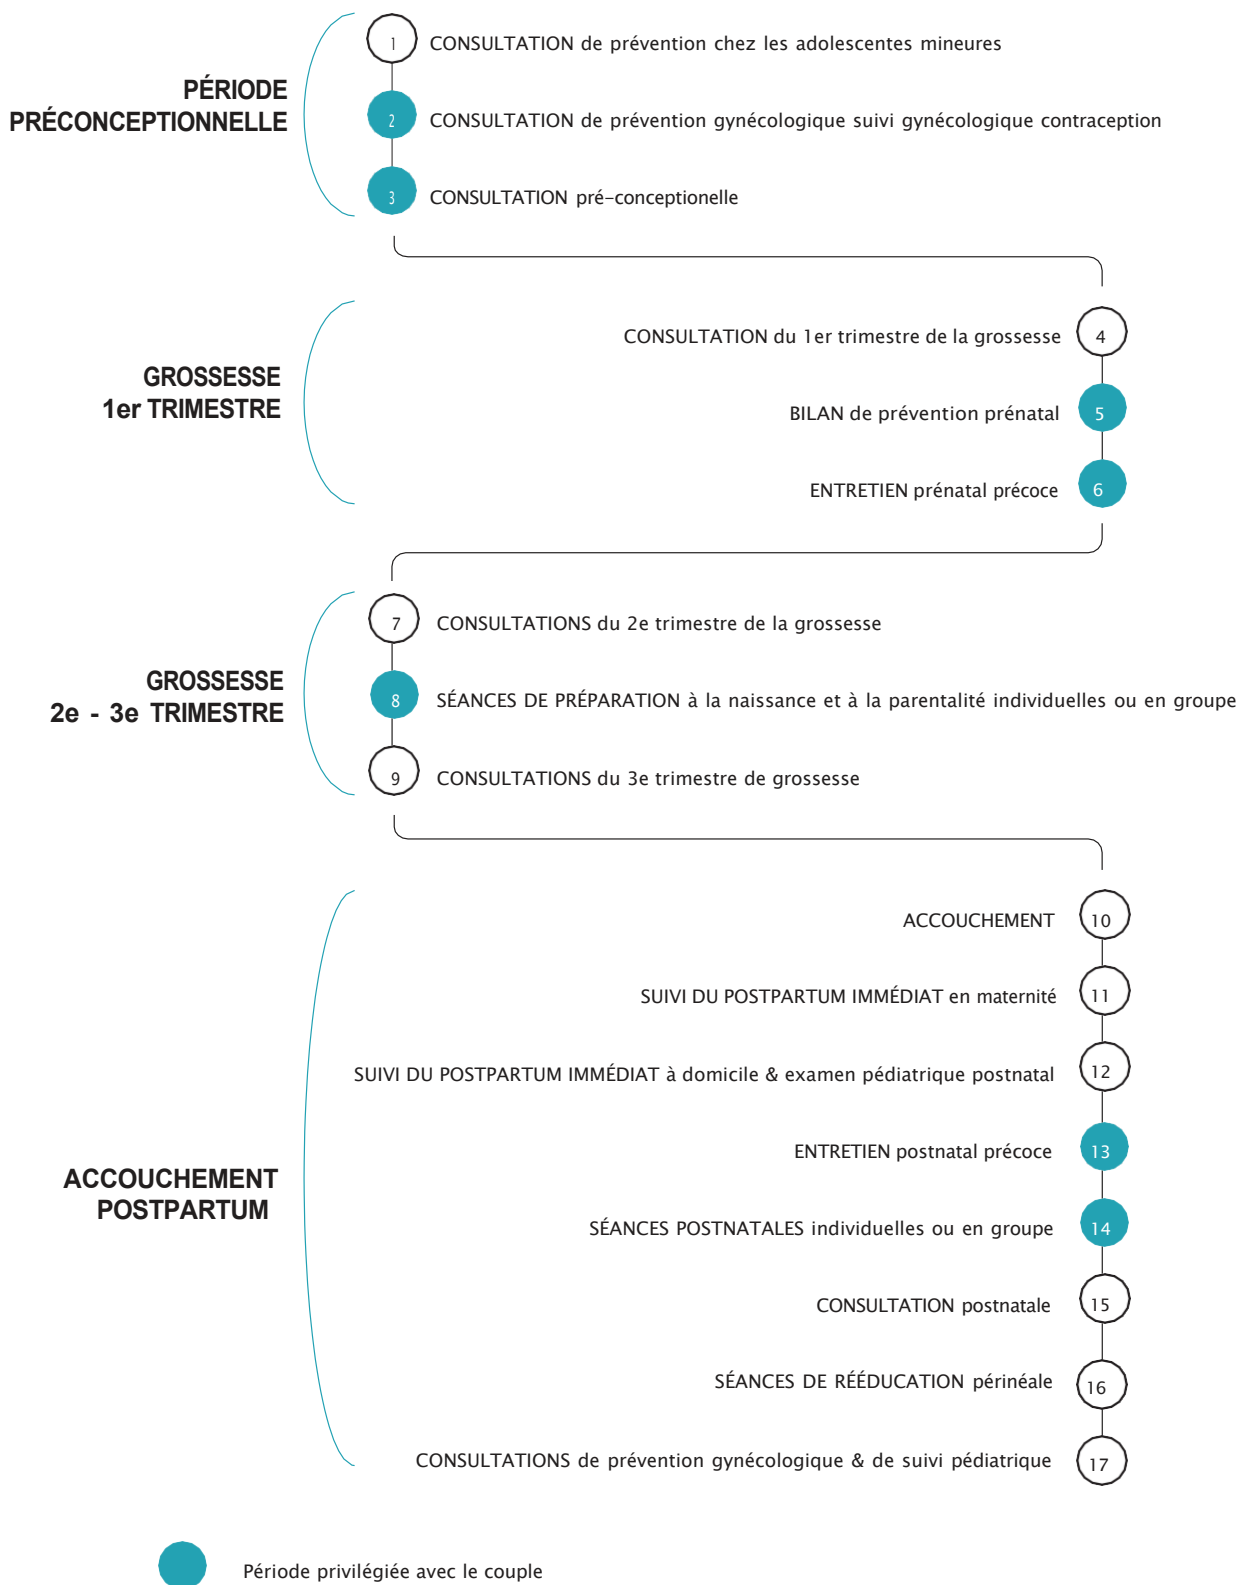 PÉRIODE
PRÉCONCEPTIONNELLE
1 CONSULTATION de prévention chez les adolescentes mineures
2 CONSULTATION de prévention gynécologique suivi gynécologique contraception
3 CONSULTATION pré-conceptionelle
GROSSESSE
1er TRIMESTRE
CONSULTATION du 1er trimestre de la grossesse 4
BILAN de prévention prénatal 5
ENTRETIEN prénatal précoce 6
GROSSESSE
2e - 3e TRIMESTRE
7 CONSULTATIONS du 2e trimestre de la grossesse
8 SÉANCES DE PRÉPARATION à la naissance et à la parentalité individuelles ou en groupe
9 CONSULTATIONS du 3e trimestre de grossesse
ACCOUCHEMENT
POSTPARTUM
ACCOUCHEMENT 10
SUIVI DU POSTPARTUM IMMÉDIAT en maternité 11
SUIVI DU POSTPARTUM IMMÉDIAT à domicile & examen pédiatrique postnatal 12
ENTRETIEN postnatal précoce 13
SÉANCES POSTNATALES individuelles ou en groupe 14
CONSULTATION postnatale 15
SÉANCES DE RÉÉDUCATION périnéale 16
CONSULTATIONS de prévention gynécologique & de suivi pédiatrique 17
Période privilégiée avec le couple